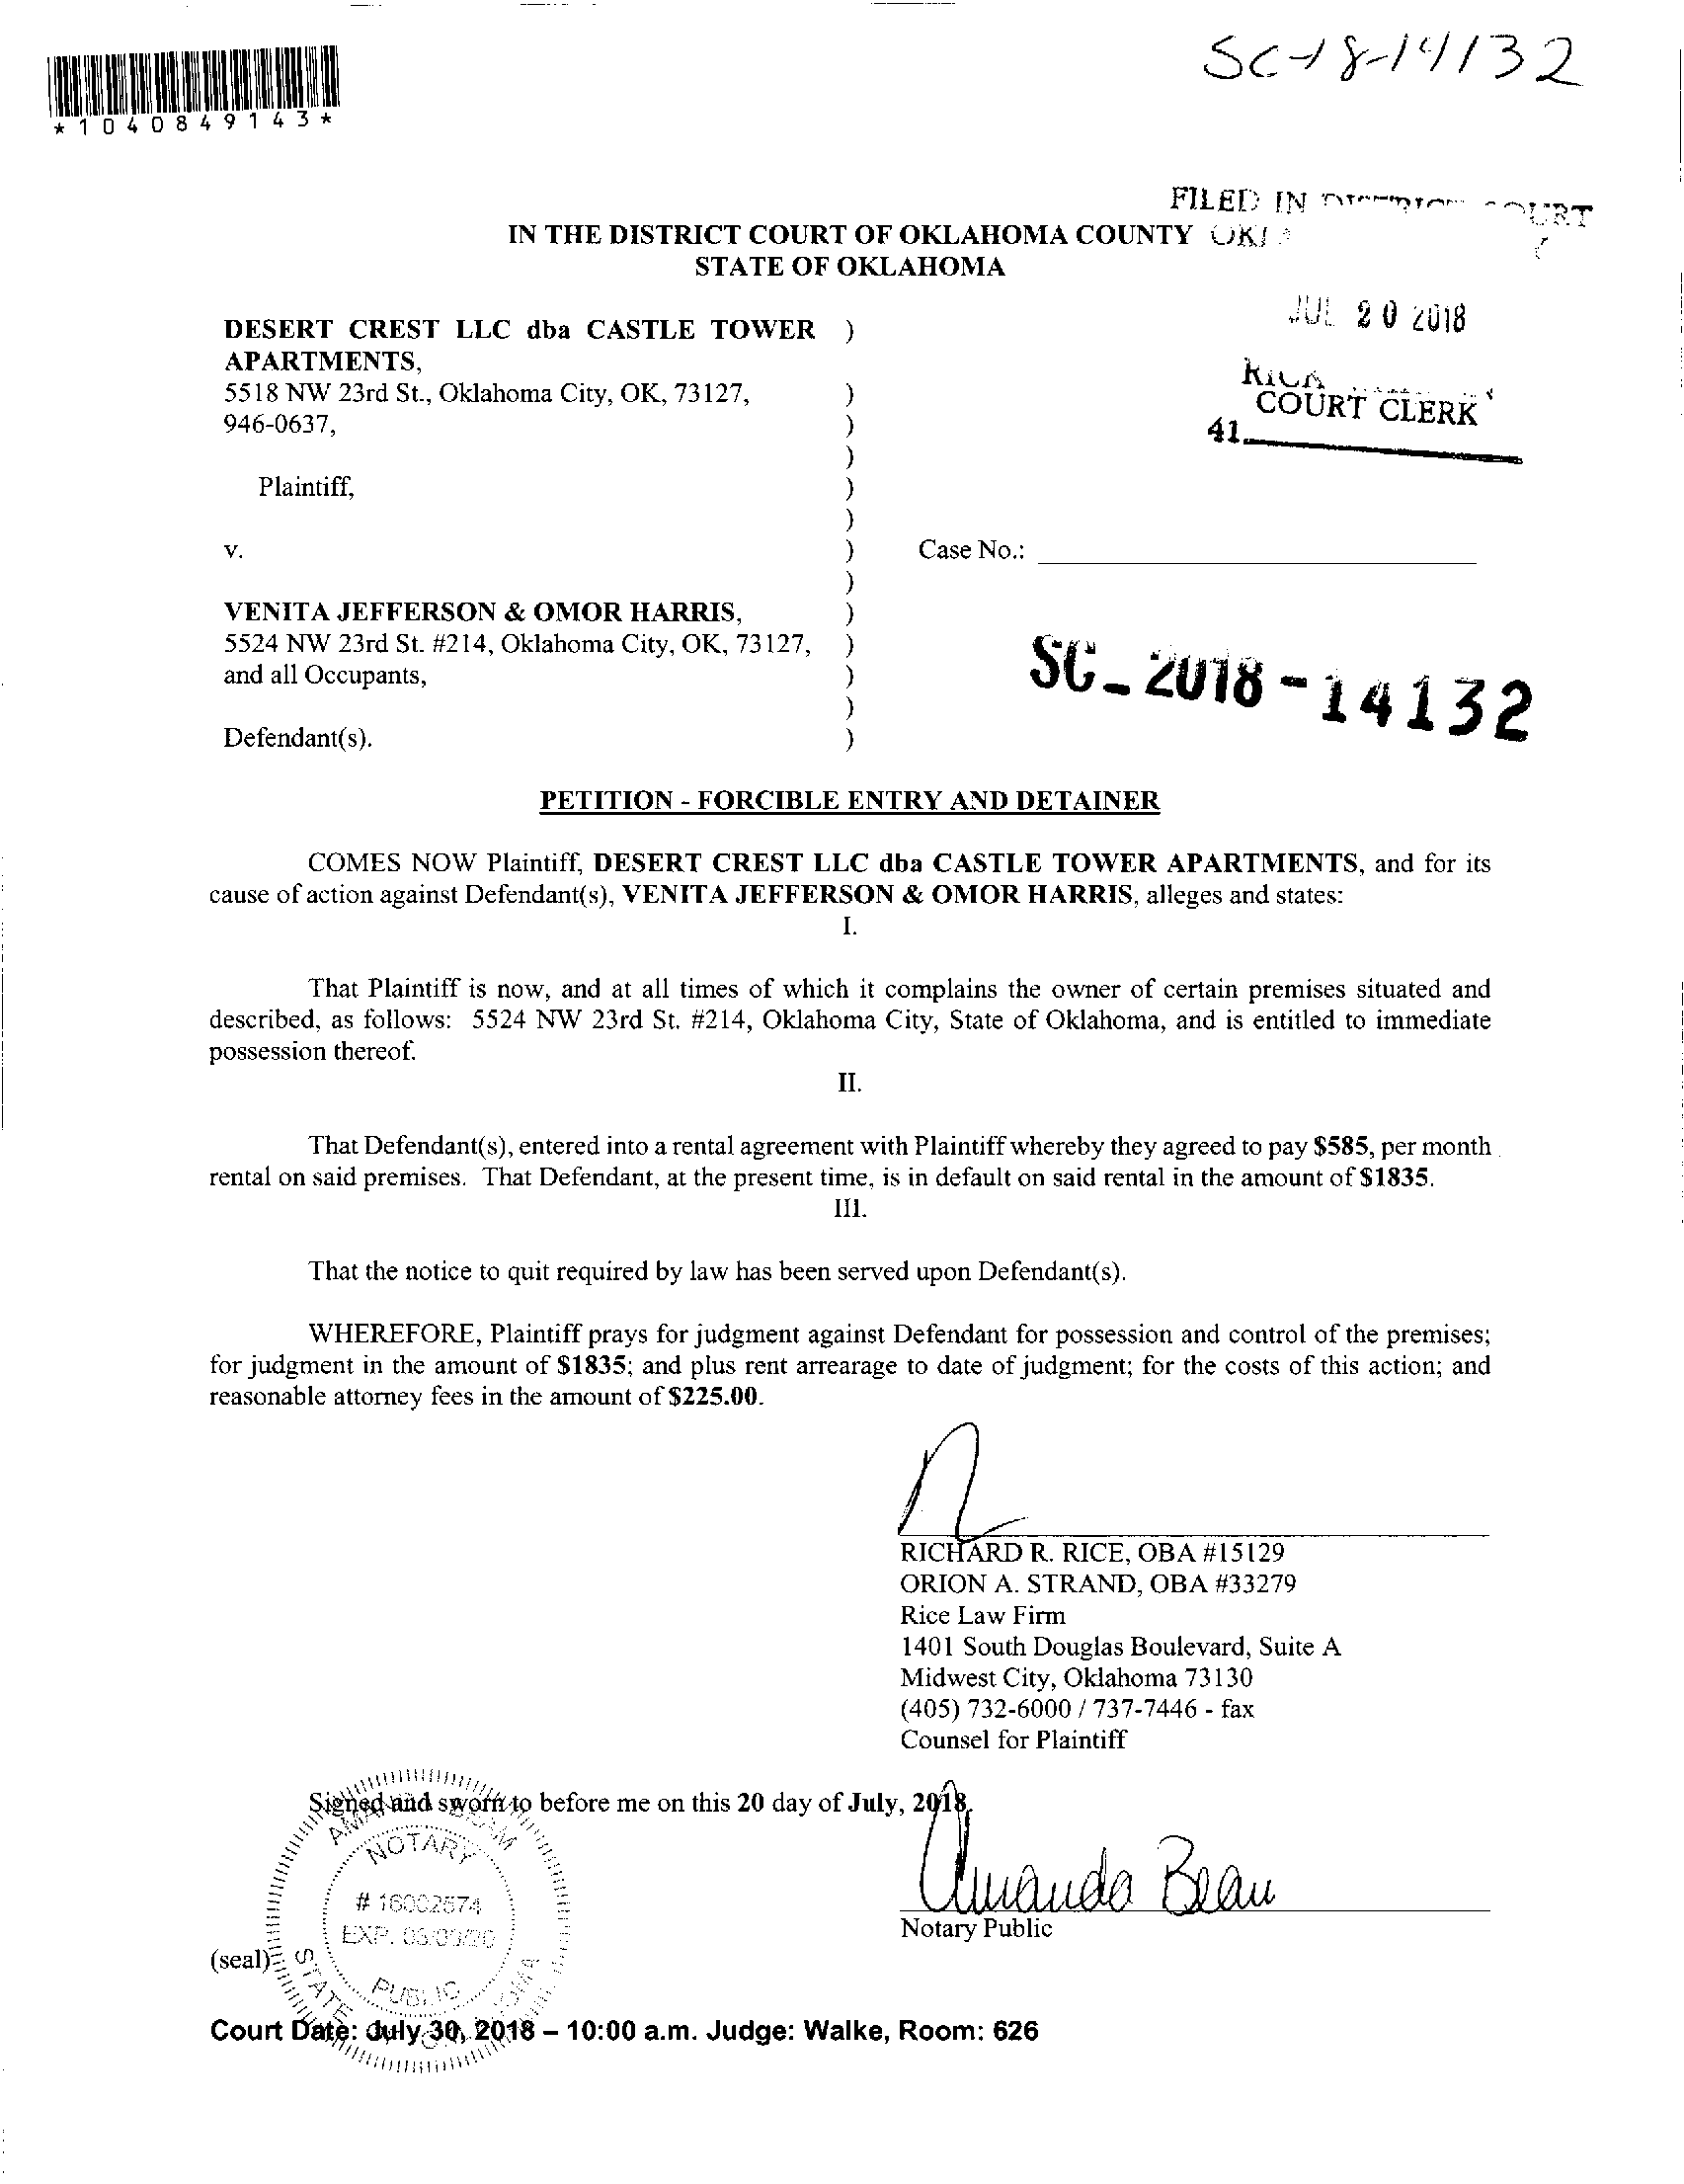 SC-18-14132
*1040849143*
FILED IN DISTRICT COURT
IN THE DISTRICT COURT OF OKLAHOMA COUNTY
STATE OF OKLAHOMA
JUL 20 2018
DESERT CREST LLC dba CASTLE TOWER )
APARTMENTS,
RICK
COURT CLERK
5518 NW 23rd St., Oklahoma City, OK, 73127, )
946-0637, )
41
)
Plaintiff, )
)
v. ) Case No.:
)
VENITA JEFFERSON & OMOR HARRIS, )
5524 NW 23rd St. #214, Oklahoma City, OK, 73127, )
and all Occupants, )
SC-2018-14132
)
Defendant(s). )
PETITION - FORCIBLE ENTRY AND DETAINER
COMES NOW Plaintiff, DESERT CREST LLC dba CASTLE TOWER APARTMENTS, and for its
cause of action against Defendant(s), VENITA JEFFERSON & OMOR HARRIS, alleges and states:
I.
That Plaintiff is now, and at all times of which it complains the owner of certain premises situated and
described, as follows: 5524 NW 23rd St. #214, Oklahoma City, State of Oklahoma, and is entitled to immediate
possession thereof.
II.
That Defendant(s), entered into a rental agreement with Plaintiff whereby they agreed to pay $585, per month
rental on said premises. That Defendant, at the present time, is in default on said rental in the amount of $1835.
III.
That the notice to quit required by law has been served upon Defendant(s).
WHEREFORE, Plaintiff prays for judgment against Defendant for possession and control of the premises;
for judgment in the amount of $1835; and plus rent arrearage to date of judgment; for the costs of this action; and
reasonable attorney fees in the amount of $225.00.
RICHARD R. RICE, OBA #15129
ORION A. STRAND, OBA #33279
Rice Law Firm
1401 South Douglas Boulevard, Suite A
Midwest City, Oklahoma 73130
(405) 732-6000 / 737-7446 - fax
Counsel for Plaintiff
Signed and sworn to before me on this 20 day of July, 2018.
AMANDA BEAM
NOTARY
# 16002574
Amanda Beam
Notary Public
(seal)
PUBLIC
STATE OF OKLAHOMA
Court Date: July 30, 2018 – 10:00 a.m. Judge: Walke, Room: 626